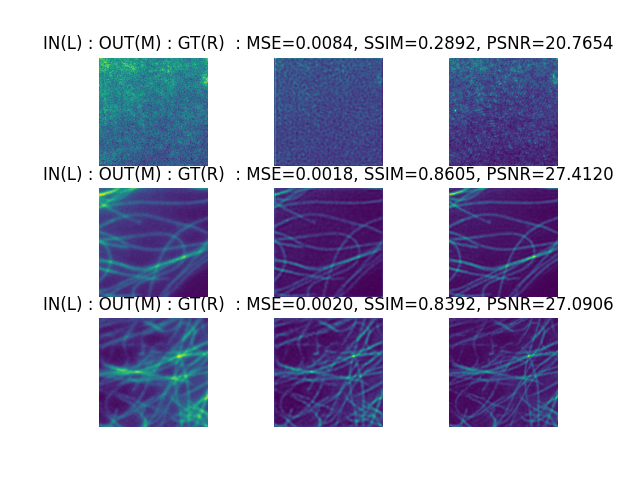 IN(L) : OUT(M) : GT(R)  : MSE=0.0084, SSIM=0.2892, PSNR=20.7654
IN(L) : OUT(M) : GT(R)  : MSE=0.0018, SSIM=0.8605, PSNR=27.4120
IN(L) : OUT(M) : GT(R)  : MSE=0.0020, SSIM=0.8392, PSNR=27.0906